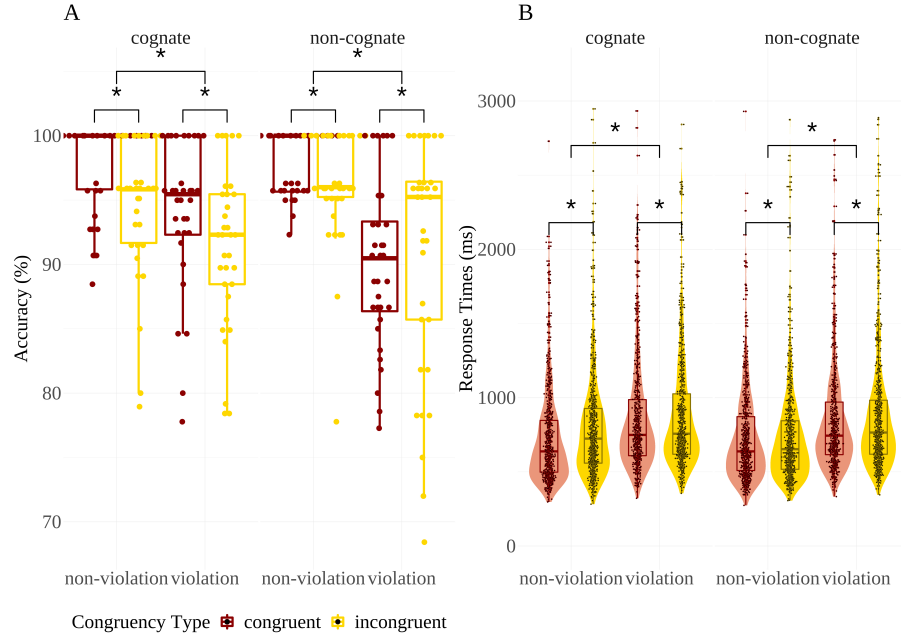 A
B
cognate
non-cognate
cognate
non-cognate
*
*
*
*
*
*
*
*
*
*
*
*
100
90
80
70
Accuracy (%)
3000
2000
1000
0
Response Times (ms)
non-violation violation
non-violation violation
non-violation violation
non-violation violation
Congruency Type congruent incongruent